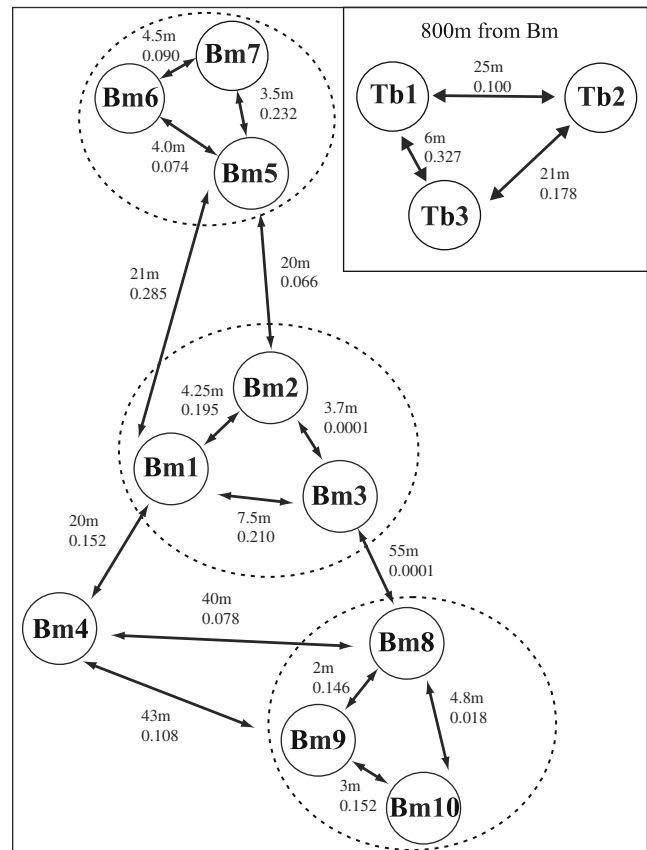 800m from Bm
4.5m
0.090
Bm7
Bm6
3.5m
0.232
4.0m
0.074
Bm5
25m
0.100
Tb1
Tb2
6m
0.327
21m
0.178
Tb3
21m
0.285
20m
0.066
Bm2
4.25m
0.195
3.7m
0.0001
Bm1
Bm3
7.5m
0.210
20m
0.152
55m
0.0001
40m
0.078
Bm4
Bm8
2m
0.146
4.8m
0.018
43m
0.108
Bm9
3m
0.152
Bm10